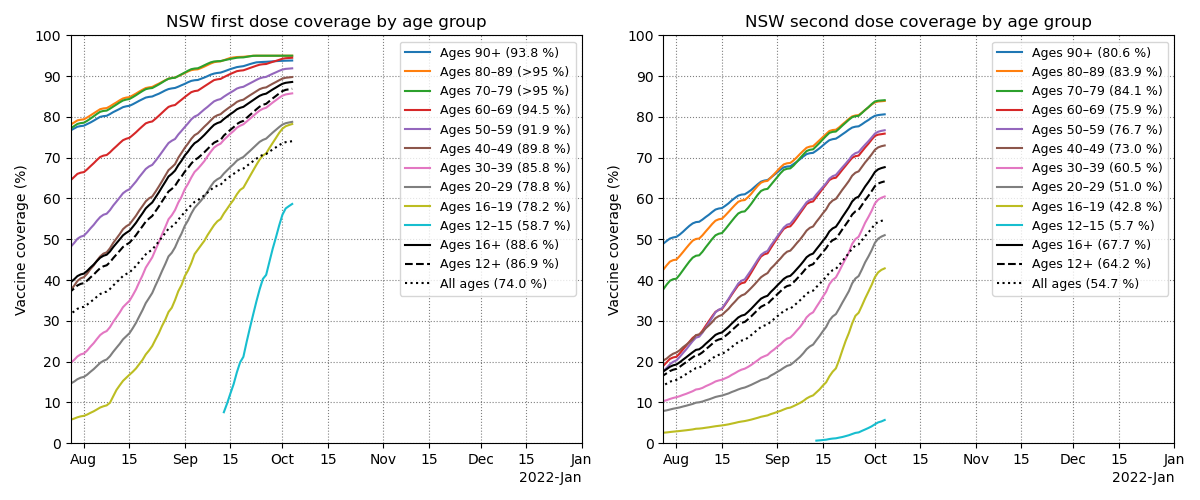 NSW first dose coverage by age group
Vaccine coverage (%)
100
90
80
70
60
50
40
30
20
10
0
Ages 90+ (93.8 %)
Ages 80–89 (>95 %)
Ages 70–79 (>95 %)
Ages 60–69 (94.5 %)
Ages 50–59 (91.9 %)
Ages 40–49 (89.8 %)
Ages 30–39 (85.8 %)
Ages 20–29 (78.8 %)
Ages 16–19 (78.2 %)
Ages 12–15 (58.7 %)
Ages 16+ (88.6 %)
Ages 12+ (86.9 %)
All ages (74.0 %)
Aug 15 Sep 15 Oct 15 Nov 15 Dec 15 Jan
2022-Jan
NSW second dose coverage by age group
Vaccine coverage (%)
100
90
80
70
60
50
40
30
20
10
0
Ages 90+ (80.6 %)
Ages 80–89 (83.9 %)
Ages 70–79 (84.1 %)
Ages 60–69 (75.9 %)
Ages 50–59 (76.7 %)
Ages 40–49 (73.0 %)
Ages 30–39 (60.5 %)
Ages 20–29 (51.0 %)
Ages 16–19 (42.8 %)
Ages 12–15 (5.7 %)
Ages 16+ (67.7 %)
Ages 12+ (64.2 %)
All ages (54.7 %)
Aug 15 Sep 15 Oct 15 Nov 15 Dec 15 Jan
2022-Jan